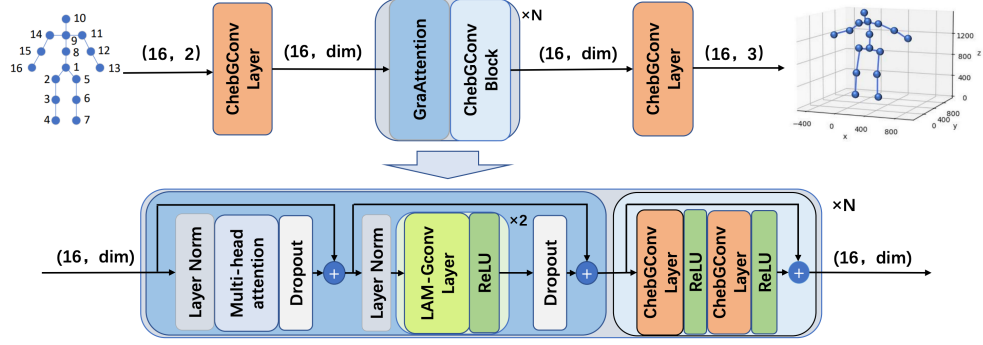 10
14 11
9
15 8 12
16 1 13
2 5
3 6
4 7
(16, 2)
ChebGConv
Layer
(16, dim)
GraAttention
ChebGConv
Block
×N
(16, dim)
ChebGConv
Layer
(16, 3)
1200
800
400
0
z
−400
0
400
800
x
0
400
800
y
(16, dim)
Layer Norm
Multi-head
attention
Dropout
+
Layer Norm
LAM-Gconv
Layer
ReLU
×2
Dropout
+
ChebGConv
Layer
ReLU
ChebGConv
Layer
ReLU
+
×N
(16, dim)